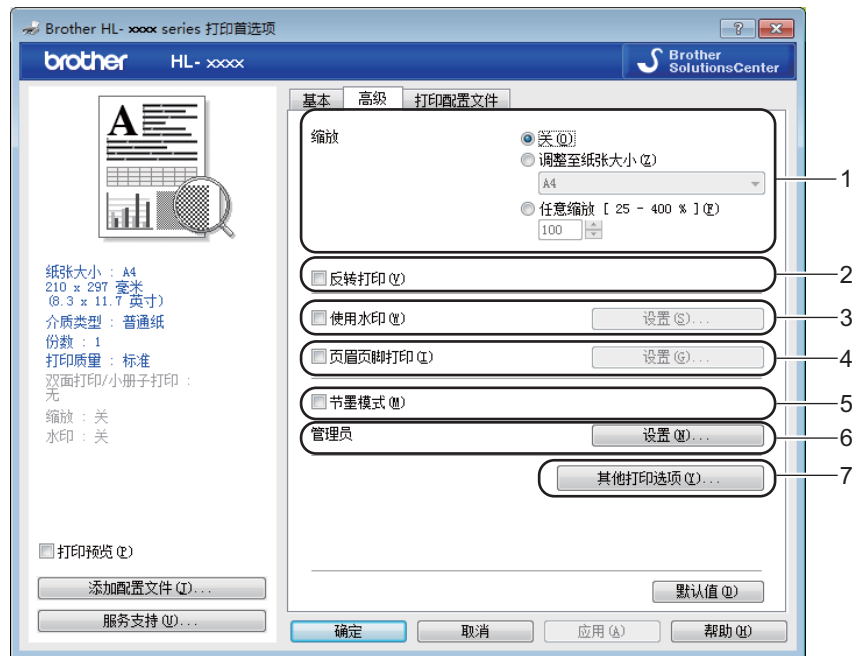 Brother HL- xxxx series 打印首选项
brother HL- xxxx
Brother
SolutionsCenter
基本 高级 打印配置文件
缩放
关(O)
调整至纸张大小(Z)
A4
任意缩放 [ 25 - 400 % ](F)
100
1
反转打印(V)
2
使用水印(W) 设置(S)...
3
页眉页脚打印(I) 设置(G)...
4
节墨模式(M)
5
管理员 设置(N)...
6
其他打印选项(Y)...
7
A
纸张大小 : A4
210 x 297 毫米
(8.3 x 11.7 英寸)
介质类型 : 普通纸
份数 : 1
打印质量 : 标准
双面打印/小册子打印 :
无
缩放 : 关
水印 : 关
打印预览(P)
添加配置文件(J)...
服务支持(U)...
默认值(D)
确定 取消 应用(A) 帮助(H)